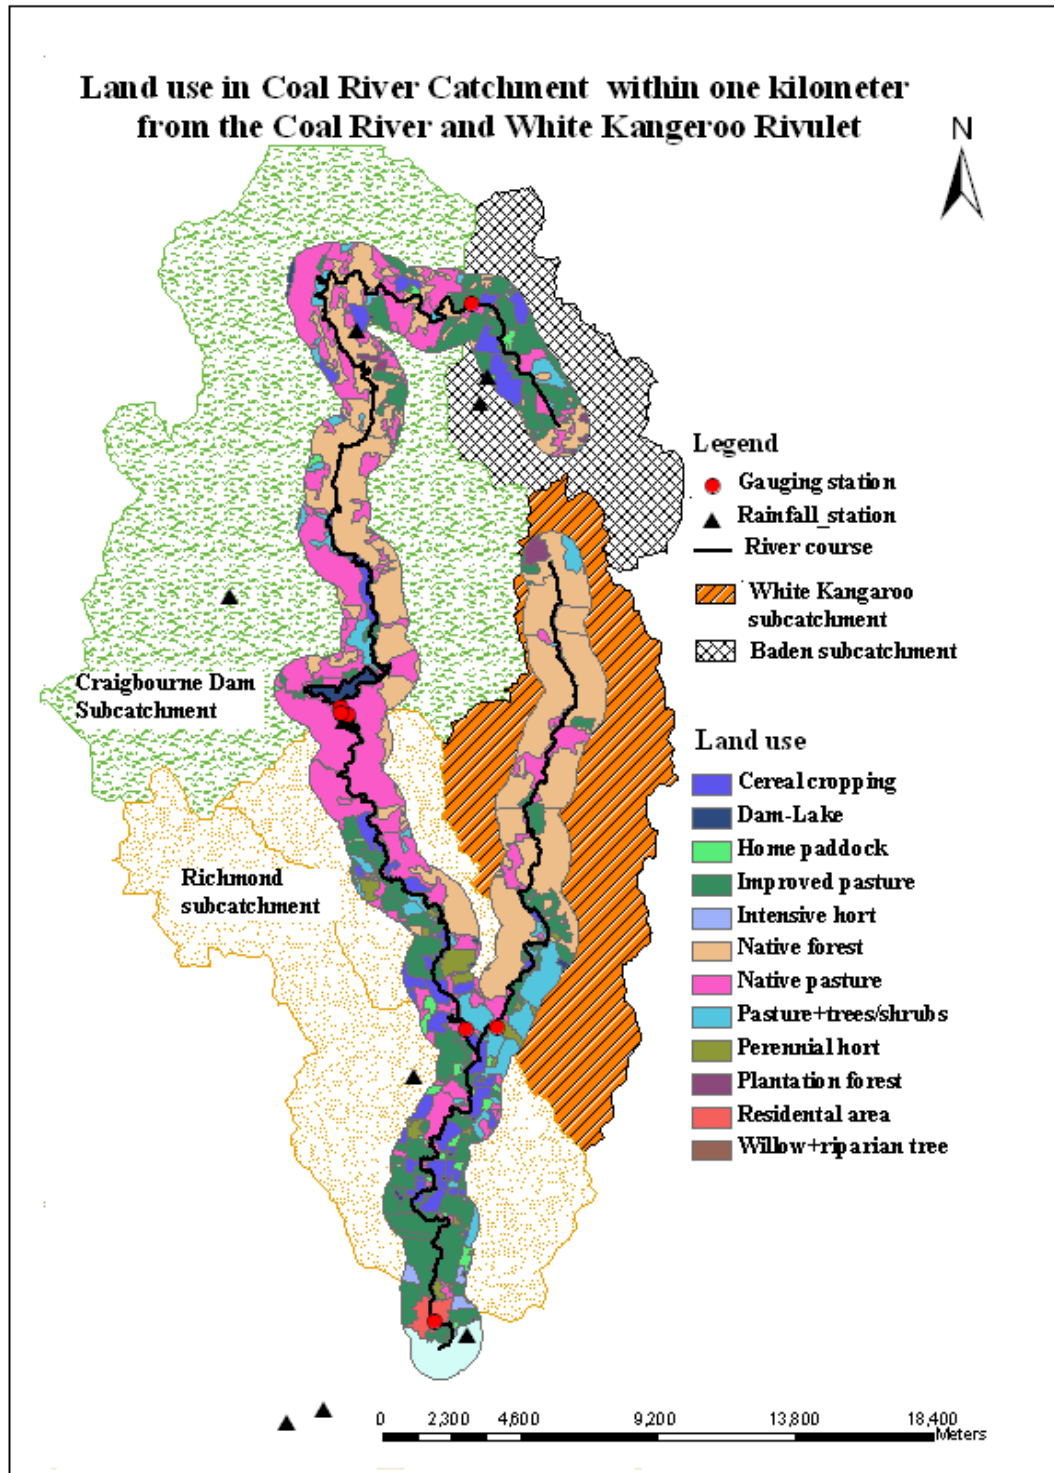 Land use in Coal River Catchment within one kilometer
from the Coal River and White Kangeroo Rivulet
N
Legend
Gauging station
Rainfall_station
River course
White Kangaroo
subcatchment
Baden subcatchment
Craigbourne Dam
Subcatchment
Land use
Cereal cropping
Dam-Lake
Home paddock
Improved pasture
Intensive hort
Native forest
Native pasture
Pasture+trees/shrubs
Perennial hort
Plantation forest
Residental area
Willow+riparian tree
Richmond
subcatchment
0 2,300 4,600 9,200 13,800 18,400
Meters